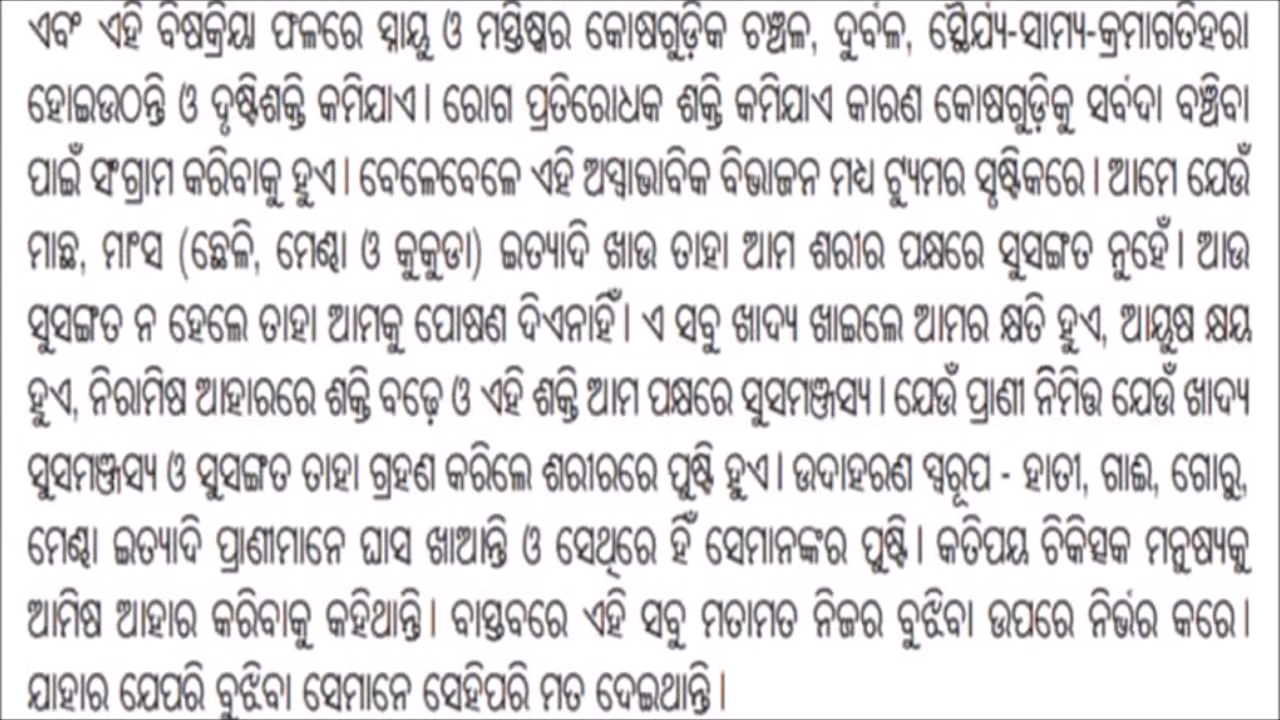 ଏବଂ ଏହି ବିଷକ୍ରିୟା ଫଳରେ ସ୍ନାୟୁ ଓ ମସ୍ତିଷ୍କର କୋଷଗୁଡ଼ିକ ଚଞ୍ଚଳ, ଦୁର୍ବଳ, ସ୍ଥୈର୍ଯ୍ୟ-ସାମ୍ୟ-କ୍ରମାଗତିହରା
ହୋଇଉଠନ୍ତି ଓ ଦୃଷ୍ଟିଶକ୍ତି କମିଯାଏ। ରୋଗ ପ୍ରତିରୋଧକ ଶକ୍ତି କମିଯାଏ କାରଣ କୋଷଗୁଡ଼ିକୁ ସର୍ବଦା ବଞ୍ଚିବା
ପାଇଁ ସଂଗ୍ରାମ କରିବାକୁ ହୁଏ। ବେଳେବେଳେ ଏହି ଅସ୍ବାଭାବିକ ବିଭାଜନ ମଧ୍ୟ ଟ୍ୟୁମର ସୃଷ୍ଟିକରେ। ଆମେ ଯେଉଁ
ମାଛ, ମାଂସ (ଛେଳି, ମେଣ୍ଢା ଓ କୁକୁଡା) ଇତ୍ୟାଦି ଖାଉ ତାହା ଆମ ଶରୀର ପକ୍ଷରେ ସୁସଙ୍ଗତ ନୁହେଁ। ଆଉ
ସୁସଙ୍ଗତ ନ ହେଲେ ତାହା ଆମକୁ ପୋଷଣ ଦିଏନାହିଁ। ଏ ସବୁ ଖାଦ୍ୟ ଖାଇଲେ ଆମର କ୍ଷତି ହୁଏ, ଆୟୁଷ କ୍ଷୟ
ହୁଏ, ନିରାମିଷ ଆହାରରେ ଶକ୍ତି ବଢ଼େ ଓ ଏହି ଶକ୍ତି ଆମ ପକ୍ଷରେ ସୁସମଞ୍ଜସ୍ୟ। ଯେଉଁ ପ୍ରାଣୀ ନିମିତ୍ତ ଯେଉଁ ଖାଦ୍ୟ
ସୁସମଞ୍ଜସ୍ୟ ଓ ସୁସଙ୍ଗତ ତାହା ଗ୍ରହଣ କରିଲେ ଶରୀରରେ ପୁଷ୍ଟି ହୁଏ। ଉଦାହରଣ ସ୍ବରୂପ - ହାତୀ, ଗାଈ, ଗୋରୁ,
ମେଣ୍ଢା ଇତ୍ୟାଦି ପ୍ରାଣୀମାନେ ଘାସ ଖାଆନ୍ତି ଓ ସେଥିରେ ହିଁ ସେମାନଙ୍କର ପୁଷ୍ଟି। କତିପୟ ଚିକିତ୍ସକ ମନୁଷ୍ୟକୁ
ଆମିଷ ଆହାର କରିବାକୁ କହିଥାନ୍ତି। ବାସ୍ତବରେ ଏହି ସବୁ ମତାମତ ନିଜର ବୁଝିବା ଉପରେ ନିର୍ଭର କରେ।
ଯାହାର ଯେପରି ବୁଝିବା ସେମାନେ ସେହିପରି ମତ ଦେଇଥାନ୍ତି।